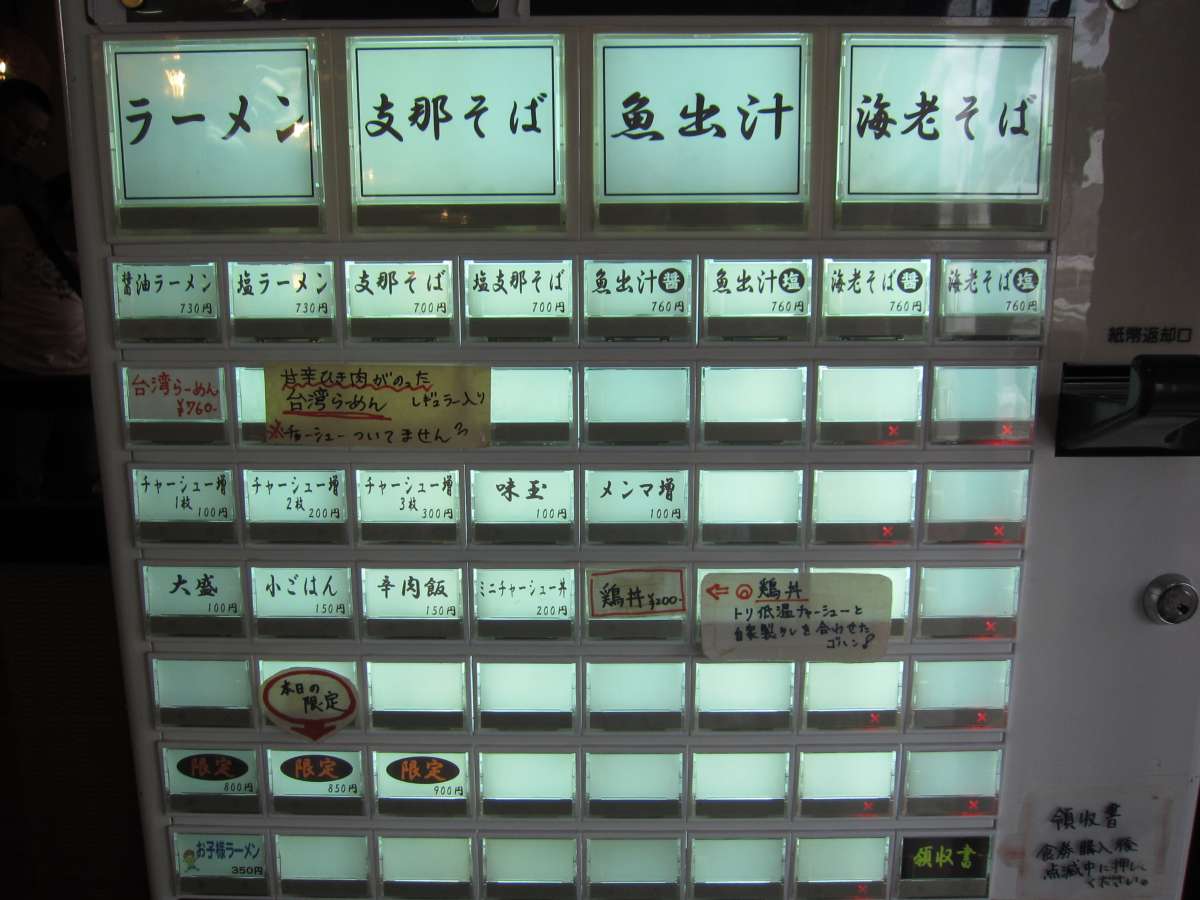 ラーメン
支那そば
魚出汁
海老そば
醤油ラーメン
730円
塩ラーメン
730円
支那そば
700円
塩支那そば
700円
魚出汁醤
760円
魚出汁塩
760円
海老そば醤
760円
海老そば塩
760円
紙幣返却口
台湾らーめん
¥760-
甘辛ひき肉がのった
台湾らーめん レギュラー入り
※チャーシューついてません
チャーシュー増
1枚 100円
チャーシュー増
2枚 200円
チャーシュー増
3枚 300円
味玉
100円
メンマ増
100円
大盛
100円
小ごはん
150円
辛肉飯
150円
ミニチャーシュー丼
200円
鶏丼 ¥200-
鶏丼
トリ低温チャーシューと
自家製タレを合わせた
ゴハン
本日の
限定
限定
800円
限定
850円
限定
900円
お子様ラーメン
350円
領収書
領収書
食券購入後
点滅中に押し
ください。